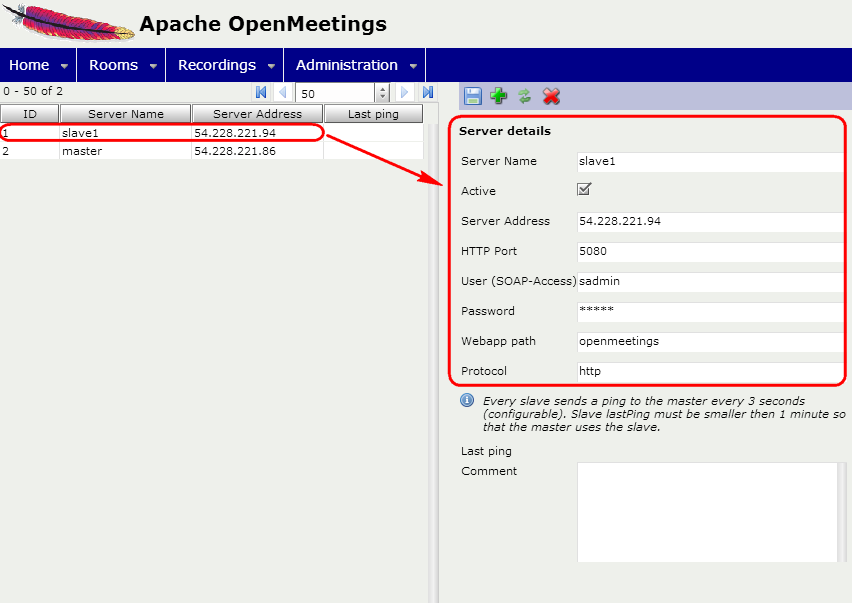 Apache OpenMeetings
Home Rooms Recordings Administration
0 - 50 of 2 50
ID Server Name Server Address Last ping
1 slave1 54.228.221.94
2 master 54.228.221.86
Server details
Server Name slave1
Active
Server Address 54.228.221.94
HTTP Port 5080
User (SOAP-Access) sadmin
Password *****
Webapp path openmeetings
Protocol http
Every slave sends a ping to the master every 3 seconds
(configurable). Slave lastPing must be smaller then 1 minute so
that the master uses the slave.
Last ping
Comment